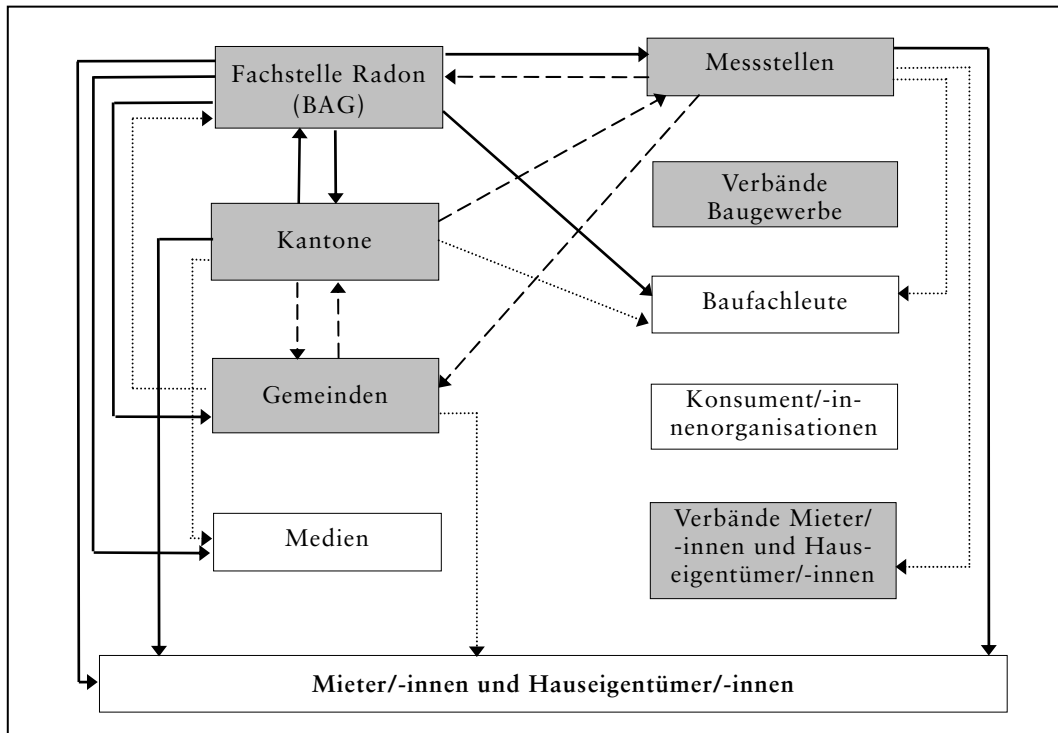 Fachstelle Radon
(BAG)
Messstellen
Verbände
Baugewerbe
Kantone
Baufachleute
Gemeinden
Konsument/-in-
nenorganisationen
Medien
Verbände Mieter/
-innen und Haus-
eigentümer/-innen
Mieter/-innen und Hauseigentümer/-innen